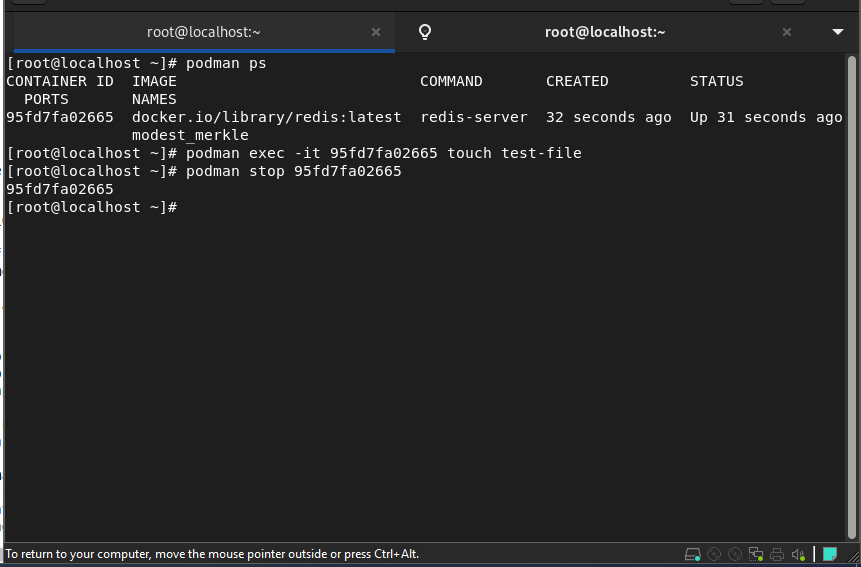 root@localhost:~
root@localhost:~
[root@localhost ~]# podman ps
CONTAINER ID  IMAGE                           COMMAND       CREATED         STATUS
  PORTS       NAMES
95fd7fa02665  docker.io/library/redis:latest  redis-server  32 seconds ago  Up 31 seconds ago
              modest_merkle
[root@localhost ~]# podman exec -it 95fd7fa02665 touch test-file
[root@localhost ~]# podman stop 95fd7fa02665
95fd7fa02665
[root@localhost ~]#
To return to your computer, move the mouse pointer outside or press Ctrl+Alt.